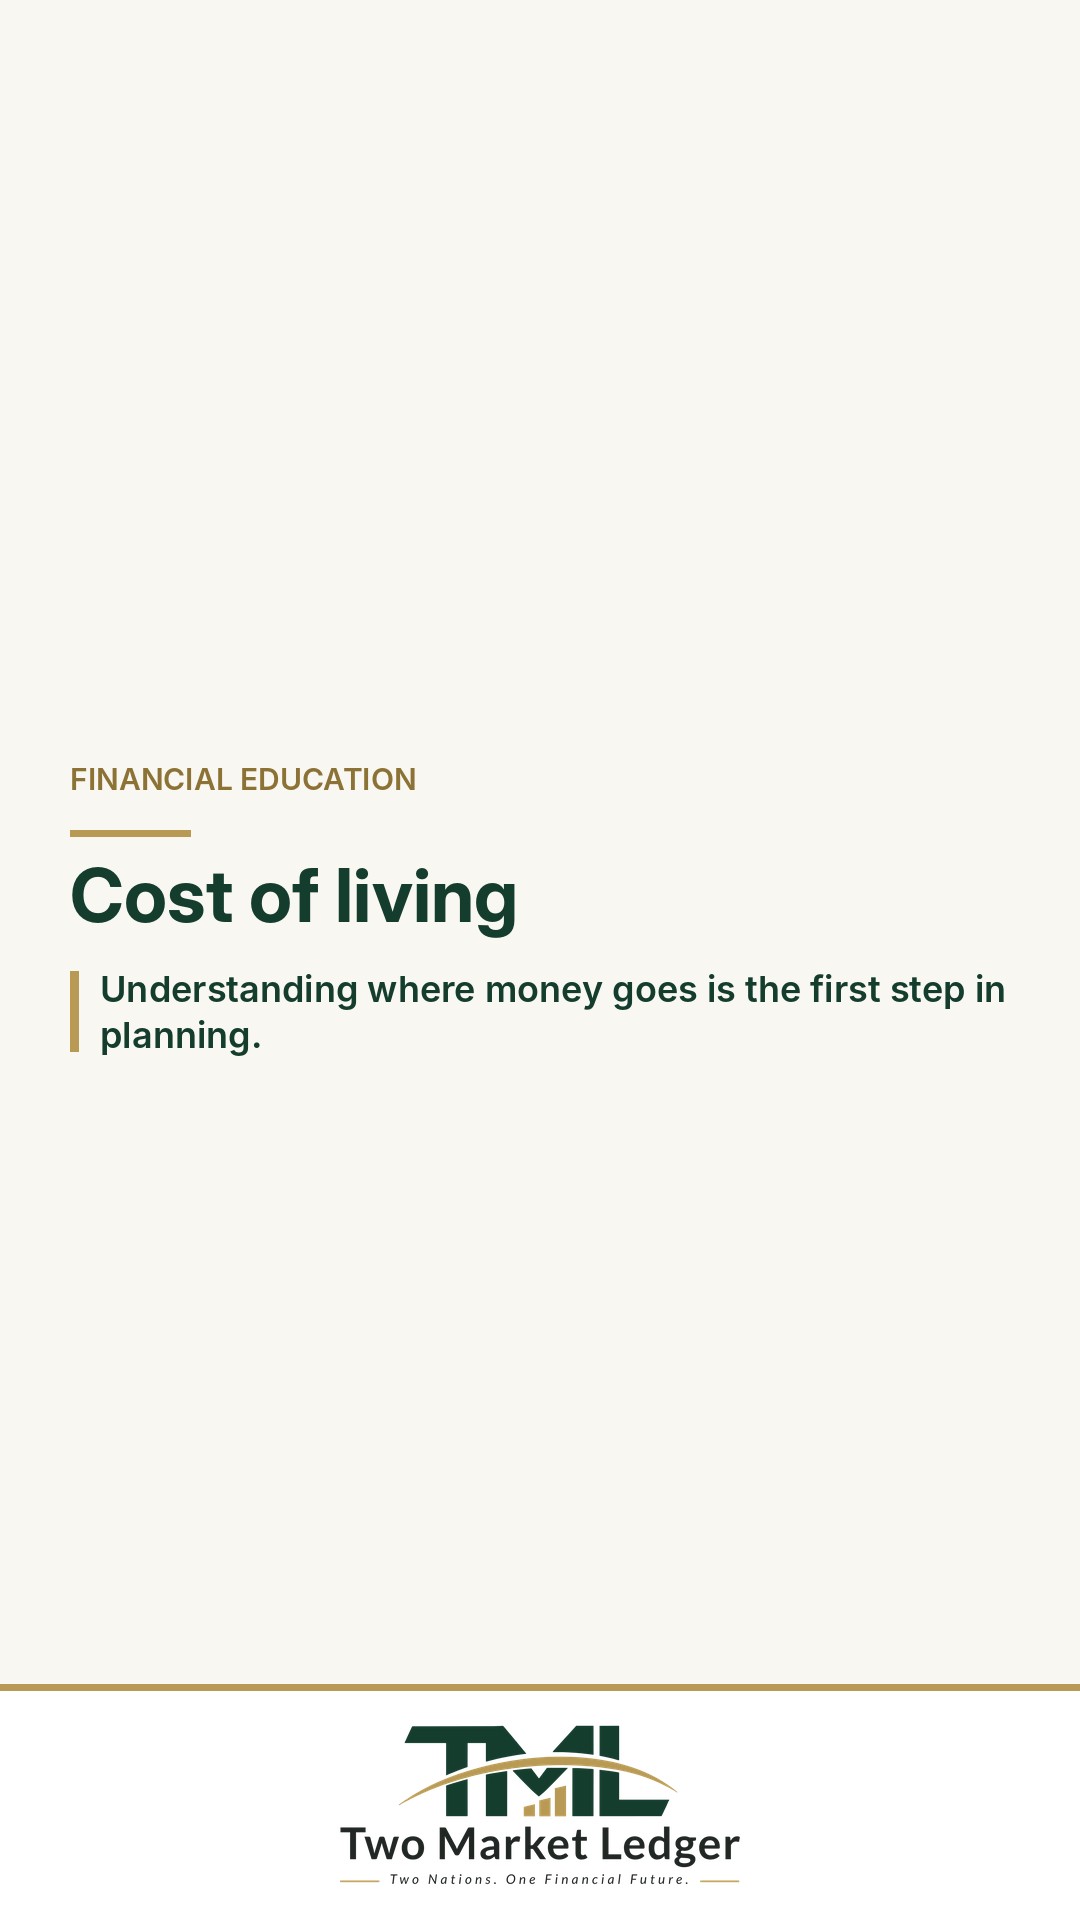 FINANCIAL EDUCATION
Cost of living
Understanding where money goes is the first step in
planning.
TML
Two Market Ledger
Two Nations. One Financial Future.